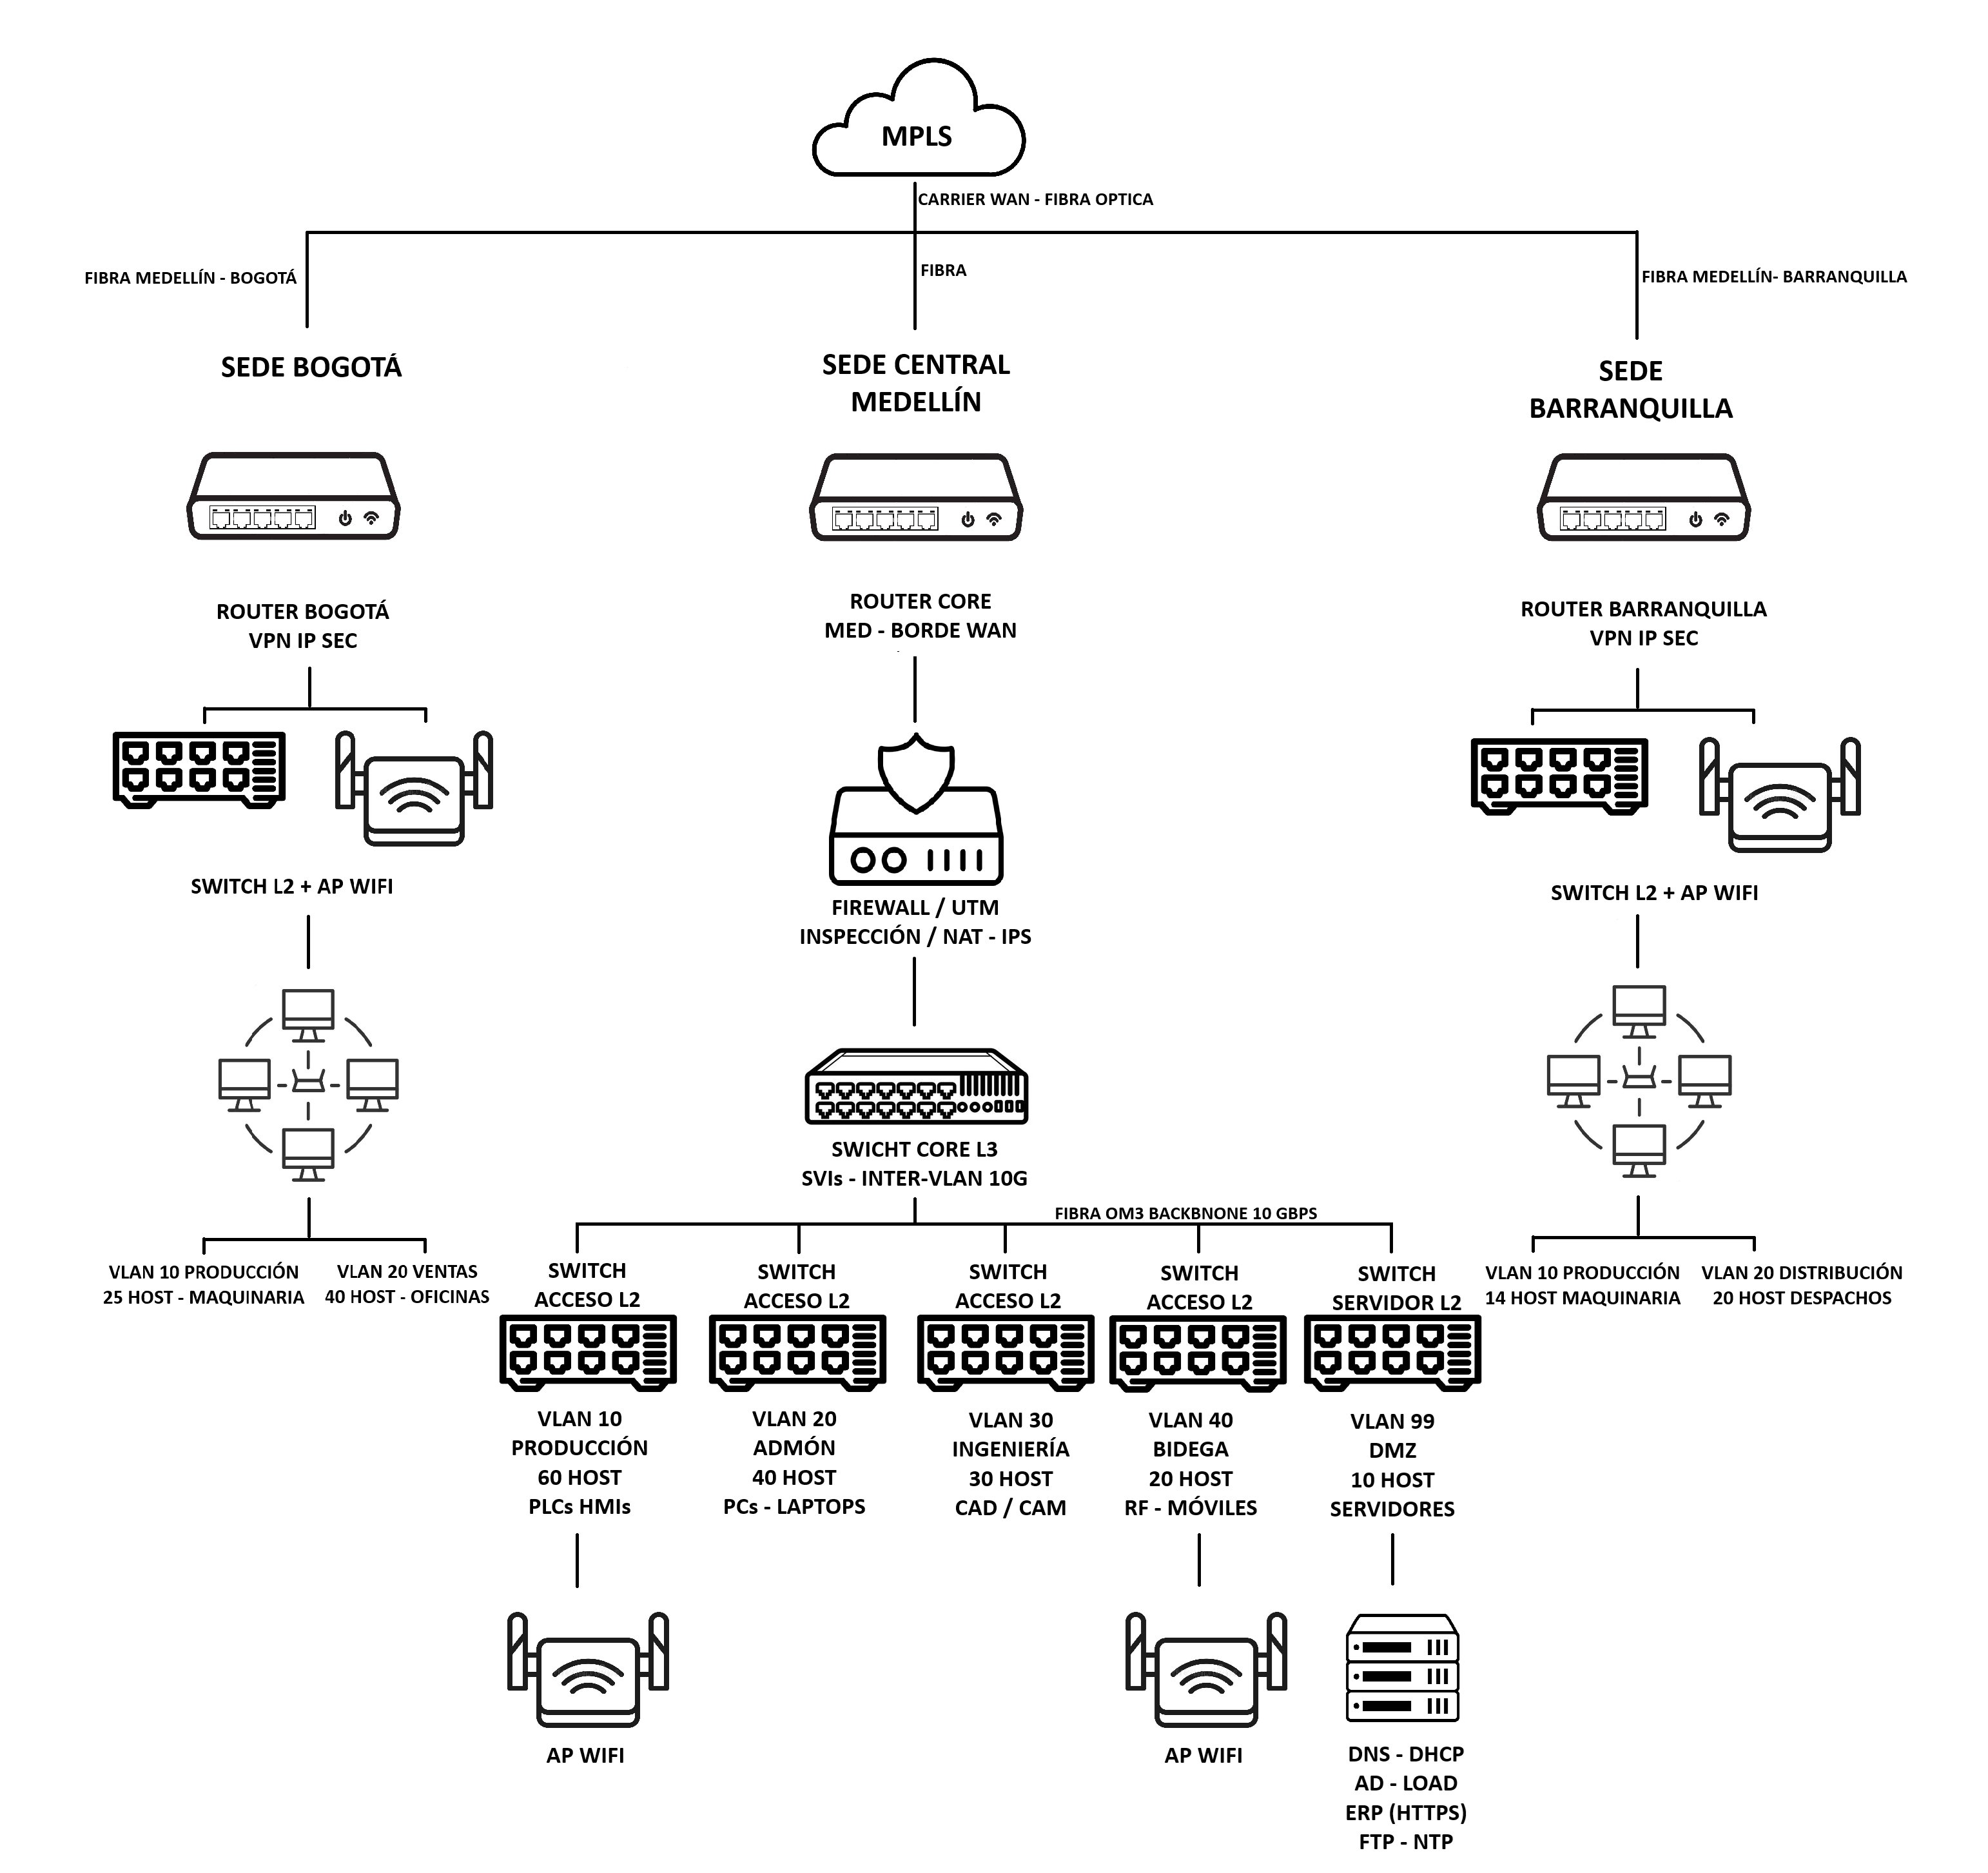 MPLS
CARRIER WAN - FIBRA OPTICA
FIBRA MEDELLÍN - BOGOTÁ
FIBRA
FIBRA MEDELLÍN- BARRANQUILLA
SEDE BOGOTÁ
SEDE CENTRAL
MEDELLÍN
SEDE
BARRANQUILLA
ROUTER BOGOTÁ
VPN IP SEC
ROUTER CORE
MED - BORDE WAN
ROUTER BARRANQUILLA
VPN IP SEC
SWITCH L2 + AP WIFI
FIREWALL / UTM
INSPECCIÓN / NAT - IPS
SWITCH L2 + AP WIFI
SWICHT CORE L3
SVIs - INTER-VLAN 10G
FIBRA OM3 BACKBNONE 10 GBPS
VLAN 10 PRODUCCIÓN
25 HOST - MAQUINARIA
VLAN 20 VENTAS
40 HOST - OFICINAS
SWITCH
ACCESO L2
SWITCH
ACCESO L2
SWITCH
ACCESO L2
SWITCH
ACCESO L2
SWITCH
SERVIDOR L2
VLAN 10 PRODUCCIÓN
14 HOST MAQUINARIA
VLAN 20 DISTRIBUCIÓN
20 HOST DESPACHOS
VLAN 10
PRODUCCIÓN
60 HOST
PLCs HMIs
VLAN 20
ADMÓN
40 HOST
PCs - LAPTOPS
VLAN 30
INGENIERÍA
30 HOST
CAD / CAM
VLAN 40
BIDEGA
20 HOST
RF - MÓVILES
VLAN 99
DMZ
10 HOST
SERVIDORES
AP WIFI
AP WIFI
DNS - DHCP
AD - LOAD
ERP (HTTPS)
FTP - NTP